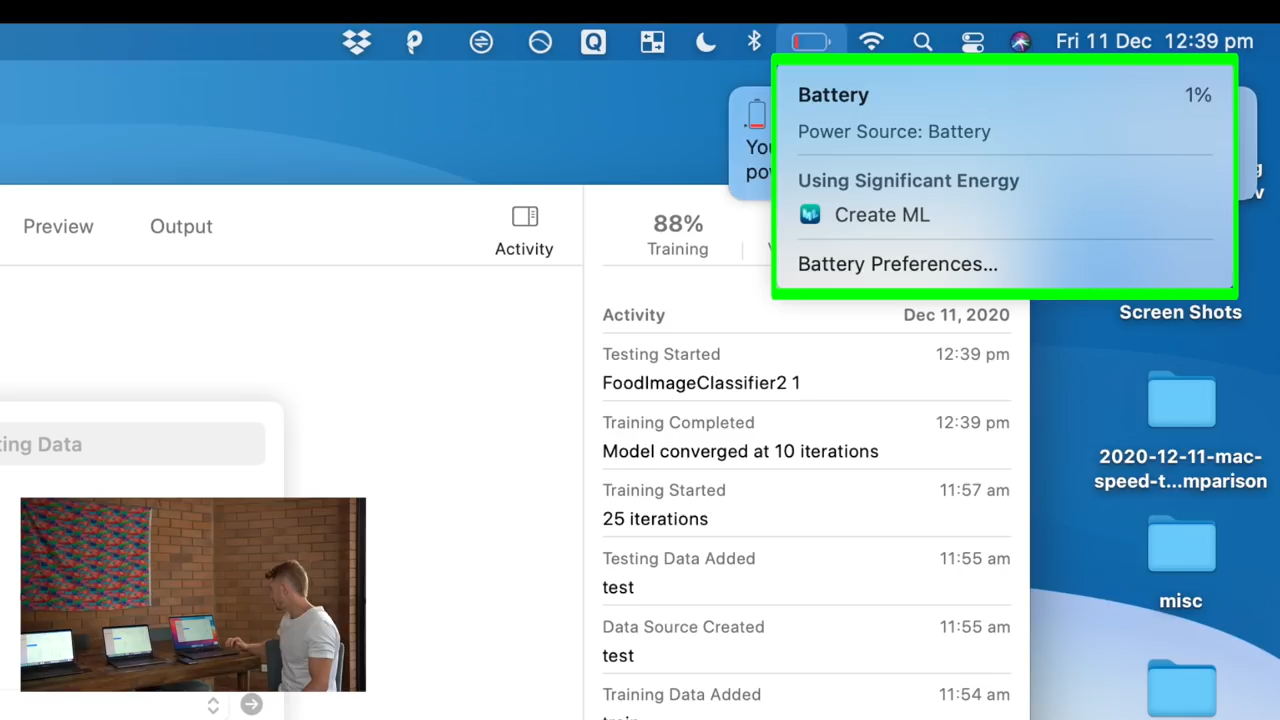 Fri 11 Dec 12:39 pm
Battery 1%
Power Source: Battery
Using Significant Energy
Create ML
Battery Preferences...
Preview Output
Activity
88%
Training
Activity Dec 11, 2020
Testing Started 12:39 pm
FoodImageClassifier2 1
Training Completed 12:39 pm
Model converged at 10 iterations
Training Started 11:57 am
25 iterations
Testing Data Added 11:55 am
test
Data Source Created 11:55 am
test
Training Data Added 11:54 am
ting Data
Screen Shots
2020-12-11-mac-
speed-t...mparison
misc